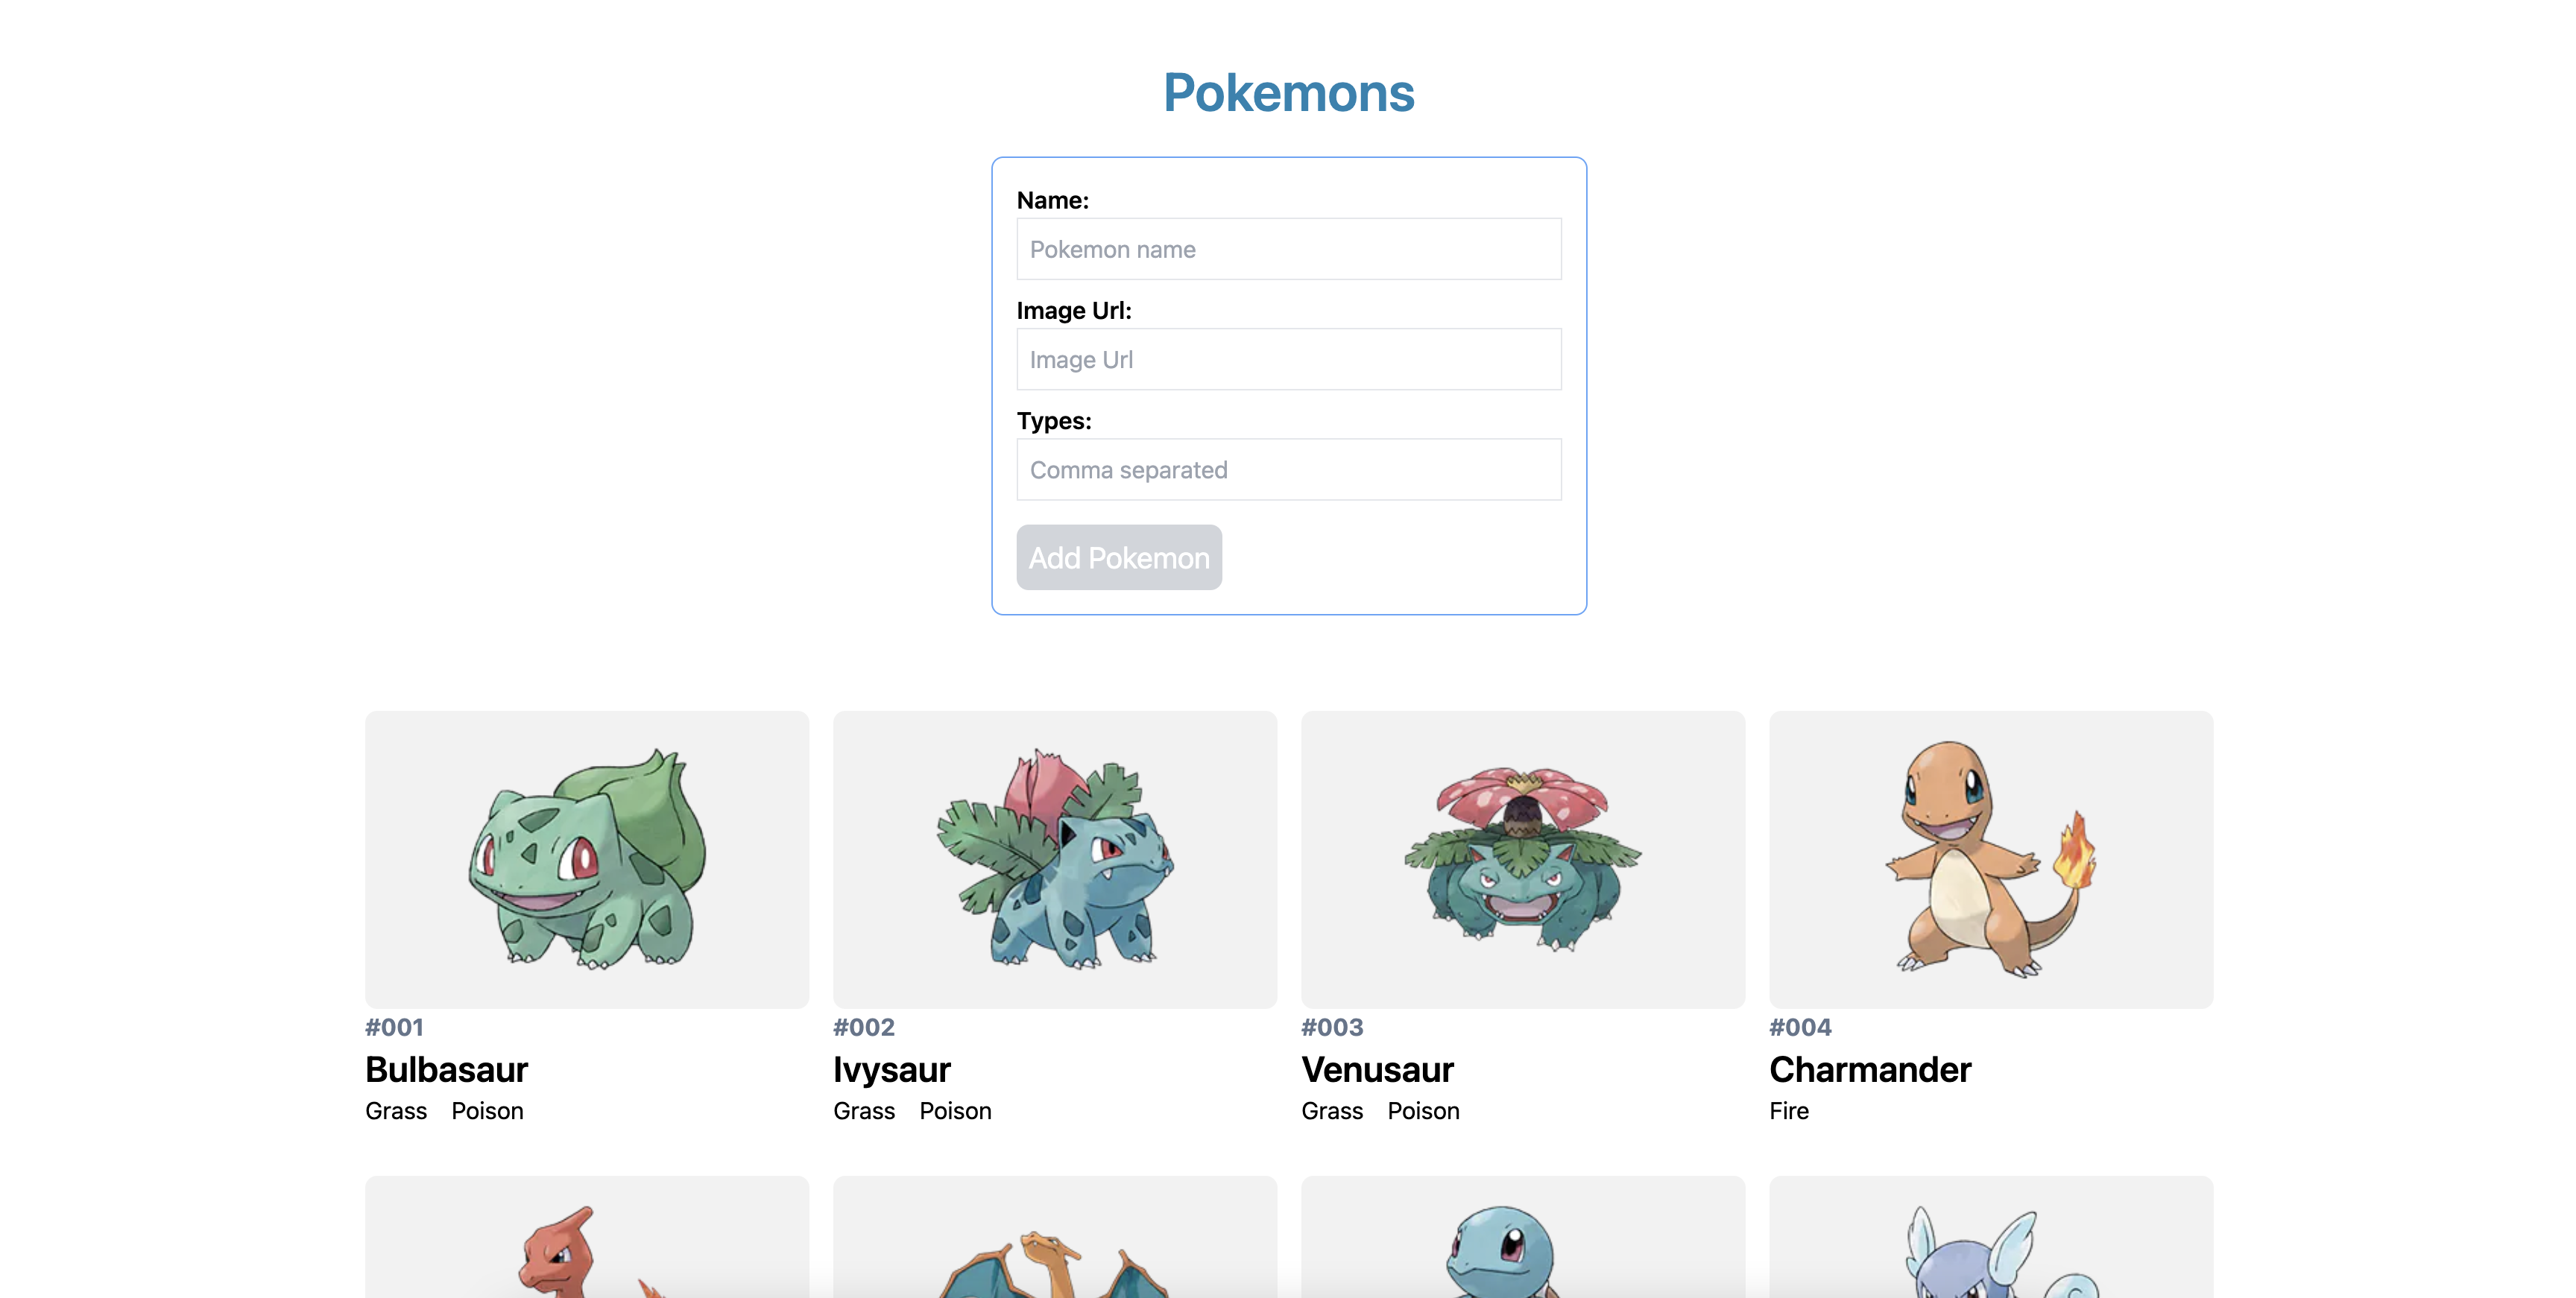 Pokemons
Name:
Pokemon name
Image Url:
Image Url
Types:
Comma separated
Add Pokemon
#001
Bulbasaur
Grass Poison
#002
Ivysaur
Grass Poison
#003
Venusaur
Grass Poison
#004
Charmander
Fire